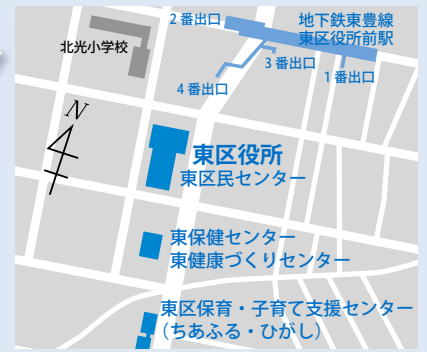 2番出口
地下鉄東豊線
東区役所前駅
北光小学校
3番出口
1番出口
4番出口
N
東区役所
東区民センター
東保健センター
東健康づくりセンター
東区保育・子育て支援センター
（ちあふる・ひがし）